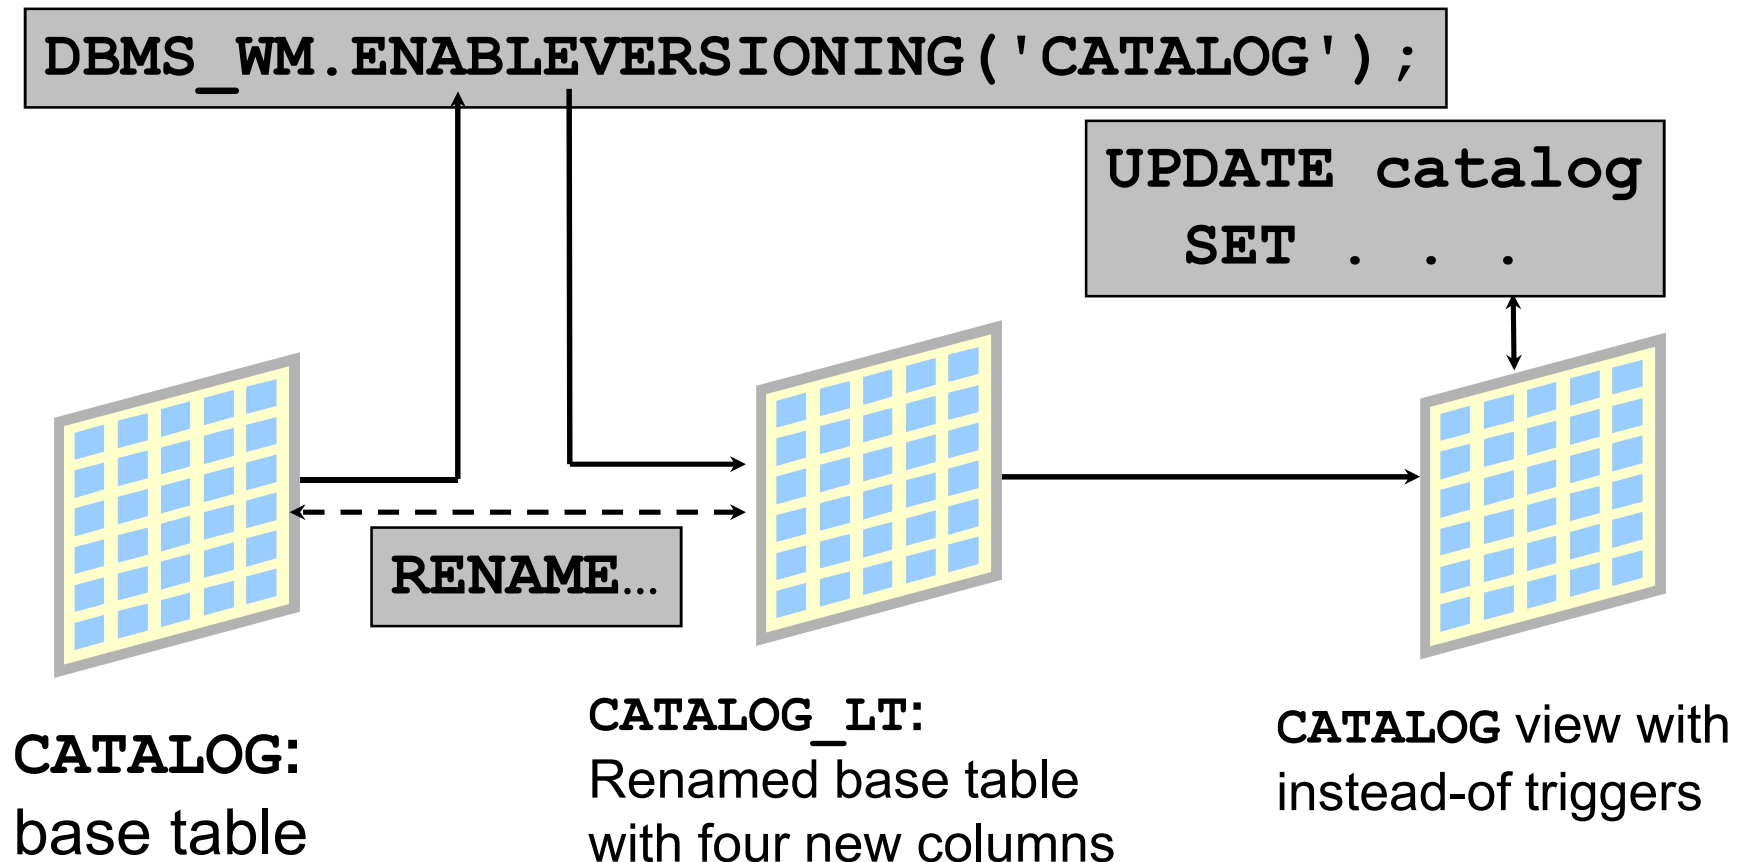 DBMS_WM.ENABLEVERSIONING('CATALOG');
UPDATE catalog
SET . . .
RENAME…
CATALOG:
base table
CATALOG_LT:
Renamed base table
with four new columns
CATALOG view with
instead-of triggers